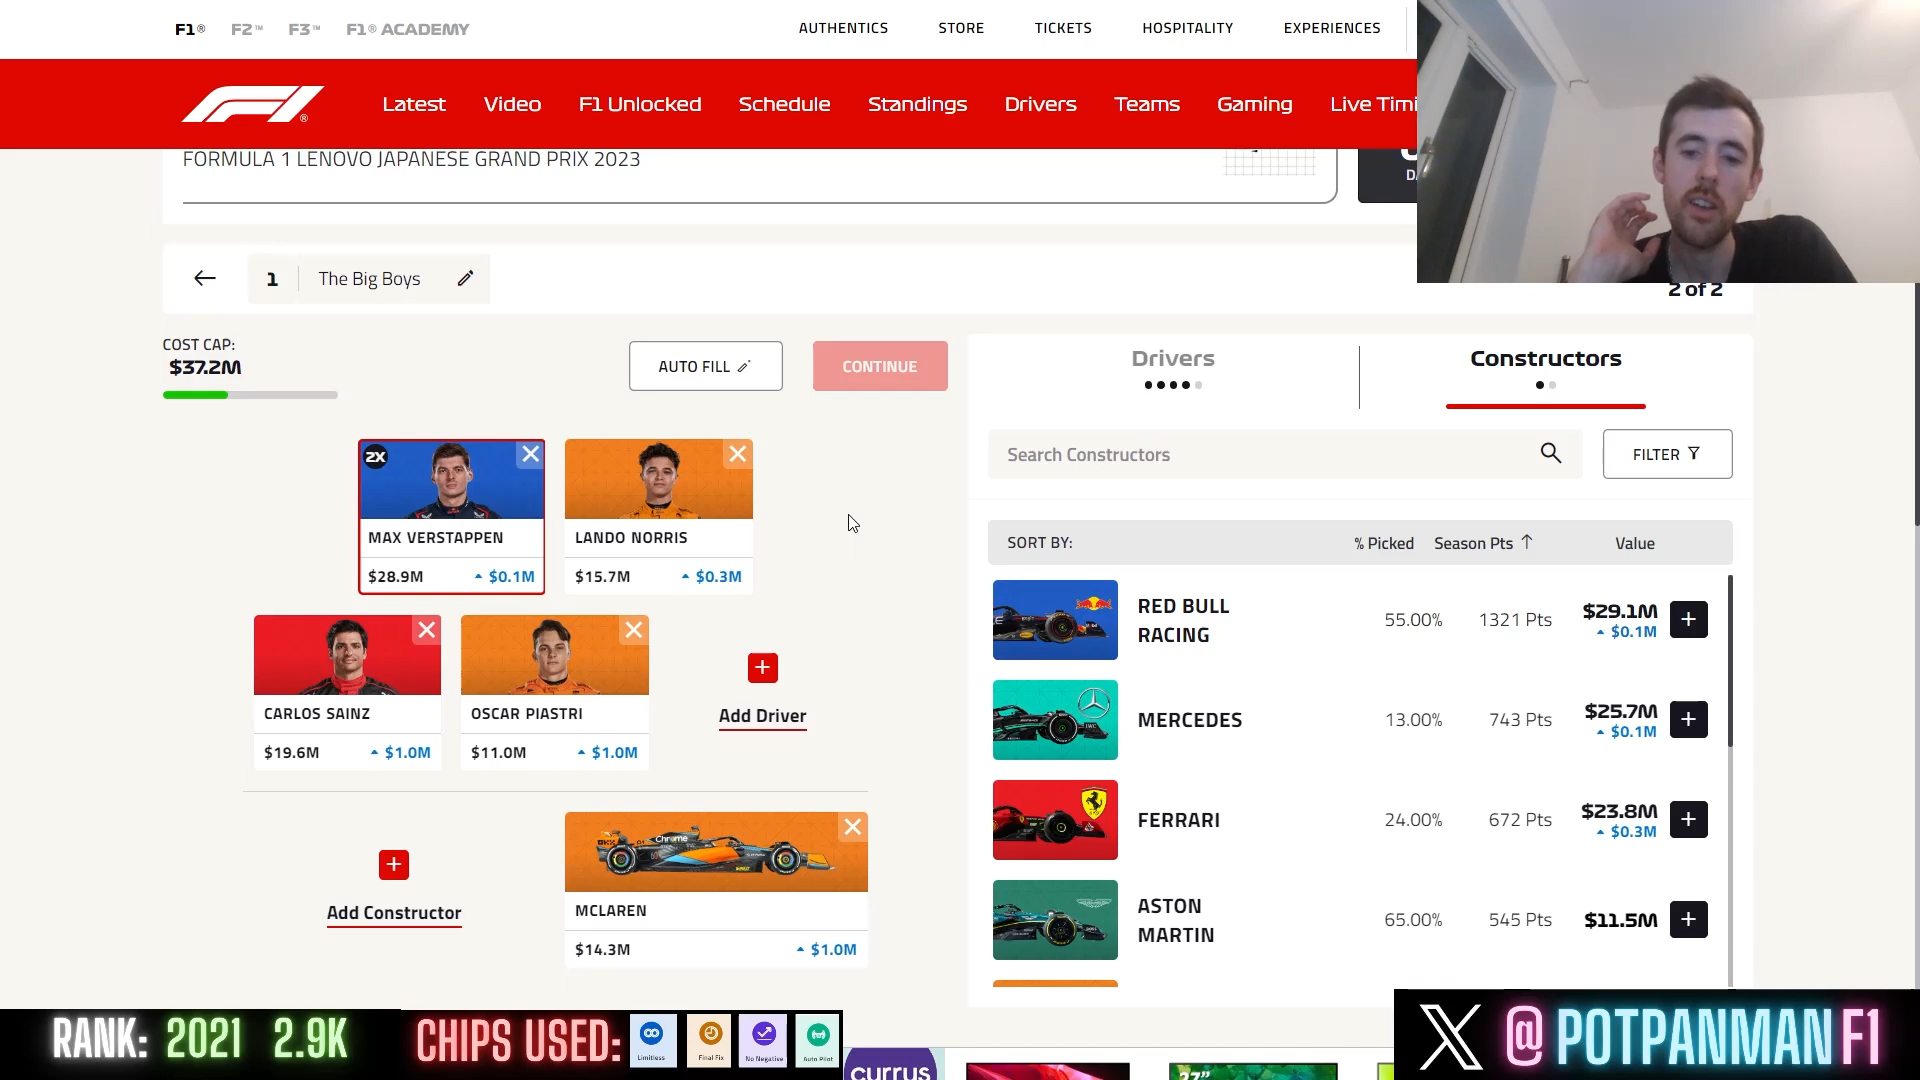 F1® F2™ F3™ F1® ACADEMY
AUTHENTICS STORE TICKETS HOSPITALITY EXPERIENCES
Latest Video F1 Unlocked Schedule Standings Drivers Teams Gaming Live Timi
FORMULA 1 LENOVO JAPANESE GRAND PRIX 2023
1 The Big Boys
2 of 2
COST CAP:
$37.2M
AUTO FILL
CONTINUE
2X
MAX VERSTAPPEN
$28.9M $0.1M
LANDO NORRIS
$15.7M $0.3M
CARLOS SAINZ
$19.6M $1.0M
OSCAR PIASTRI
$11.0M $1.0M
Add Driver
Add Constructor
Chrome
MCLAREN
$14.3M $1.0M
Drivers
Constructors
Search Constructors
FILTER
SORT BY: % Picked Season Pts Value
RED BULL
RACING
55.00% 1321 Pts $29.1M
$0.1M
MERCEDES
13.00% 743 Pts $25.7M
$0.1M
FERRARI
24.00% 672 Pts $23.8M
$0.3M
ASTON
MARTIN
65.00% 545 Pts $11.5M
RANK: 2021 2.9K
CHIPS USED:
Limitless
Final Fix
No Negative
Auto Pilot
currus
27"
X @POTPANMANF1